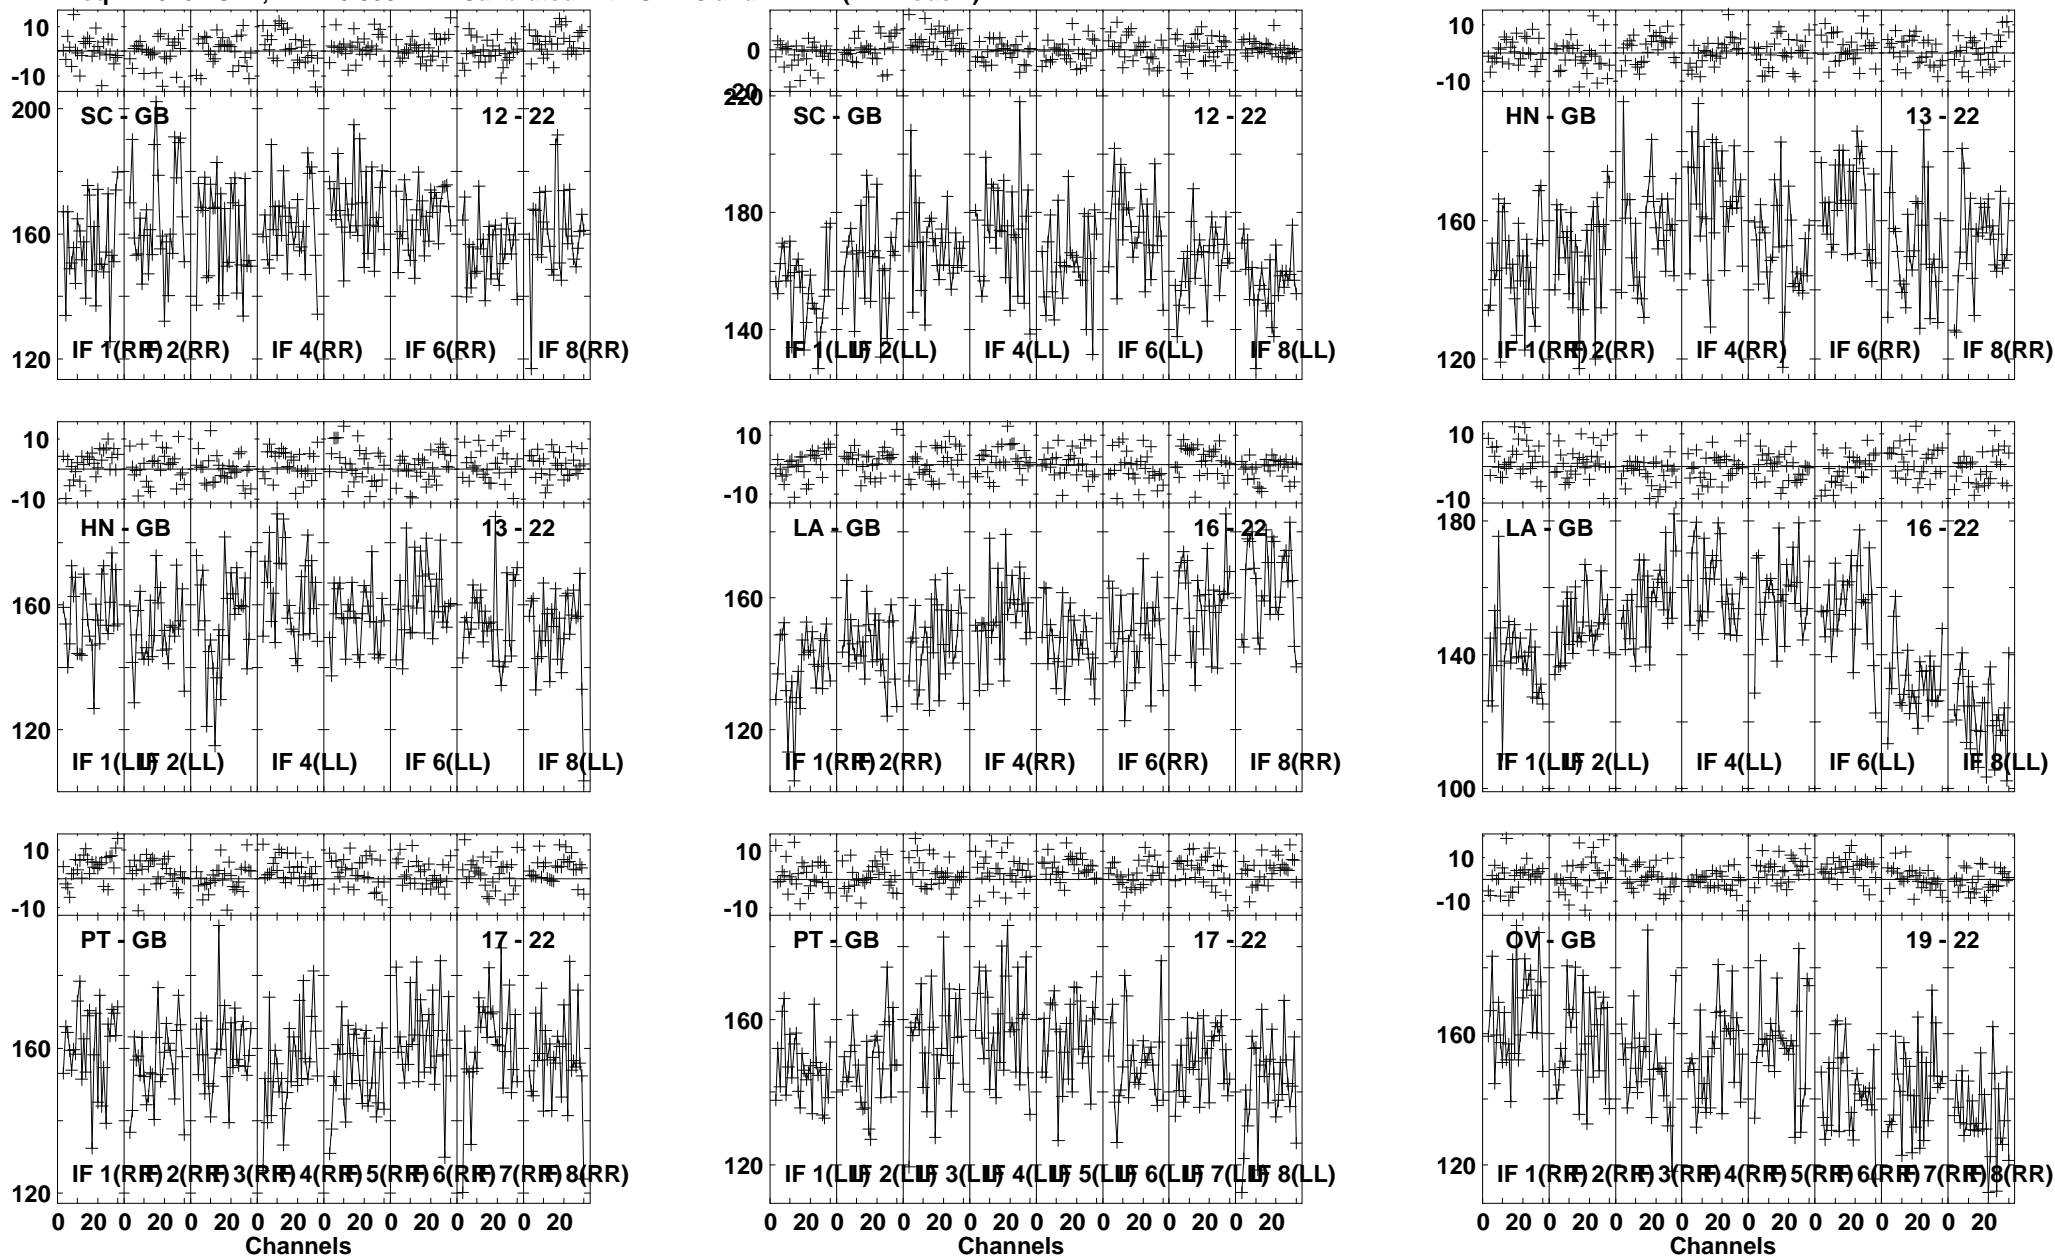 10
-10
200
160
120
SC - GB
12 - 22
IF 1(RR)
IF 2(RR)
IF 4(RR)
IF 6(RR)
IF 8(RR)
0
-20
220
180
140
SC - GB
12 - 22
IF 1(LL)
IF 2(LL)
IF 4(LL)
IF 6(LL)
IF 8(LL)
10
-10
160
120
HN - GB
13 - 22
IF 1(RR)
IF 2(RR)
IF 4(RR)
IF 6(RR)
IF 8(RR)
10
-10
160
120
HN - GB
13 - 22
IF 1(LL)
IF 2(LL)
IF 4(LL)
IF 6(LL)
IF 8(LL)
10
-10
160
120
LA - GB
16 - 22
IF 1(RR)
IF 2(RR)
IF 4(RR)
IF 6(RR)
IF 8(RR)
10
-10
180
140
100
LA - GB
16 - 22
IF 1(LL)
IF 2(LL)
IF 4(LL)
IF 6(LL)
IF 8(LL)
10
-10
160
120
PT - GB
17 - 22
IF 1(RR)
IF 2(RR)
IF 3(RR)
IF 4(RR)
IF 5(RR)
IF 6(RR)
IF 7(RR)
IF 8(RR)
0 20 0 20 0 20 0 20 0 20 0 20 0 20 0 20
Channels
10
-10
160
120
PT - GB
17 - 22
IF 1(LL)
IF 2(LL)
IF 3(LL)
IF 4(LL)
IF 5(LL)
IF 6(LL)
IF 7(LL)
IF 8(LL)
0 20 0 20 0 20 0 20 0 20 0 20 0 20 0 20
Channels
10
-10
160
120
OV - GB
19 - 22
IF 1(RR)
IF 2(RR)
IF 3(RR)
IF 4(RR)
IF 5(RR)
IF 6(RR)
IF 7(RR)
IF 8(RR)
0 20 0 20 0 20 0 20 0 20 0 20 0 20 0 20
Channels